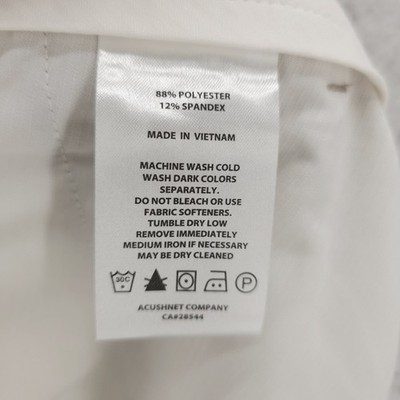 88% POLYESTER
12% SPANDEX
MADE IN VIETNAM
MACHINE WASH COLD
WASH DARK COLORS
SEPARATELY.
DO NOT BLEACH OR USE
FABRIC SOFTENERS.
TUMBLE DRY LOW
REMOVE IMMEDIATELY
MEDIUM IRON IF NECESSARY
MAY BE DRY CLEANED
30C P
ACUSHNET COMPANY
CA#28544